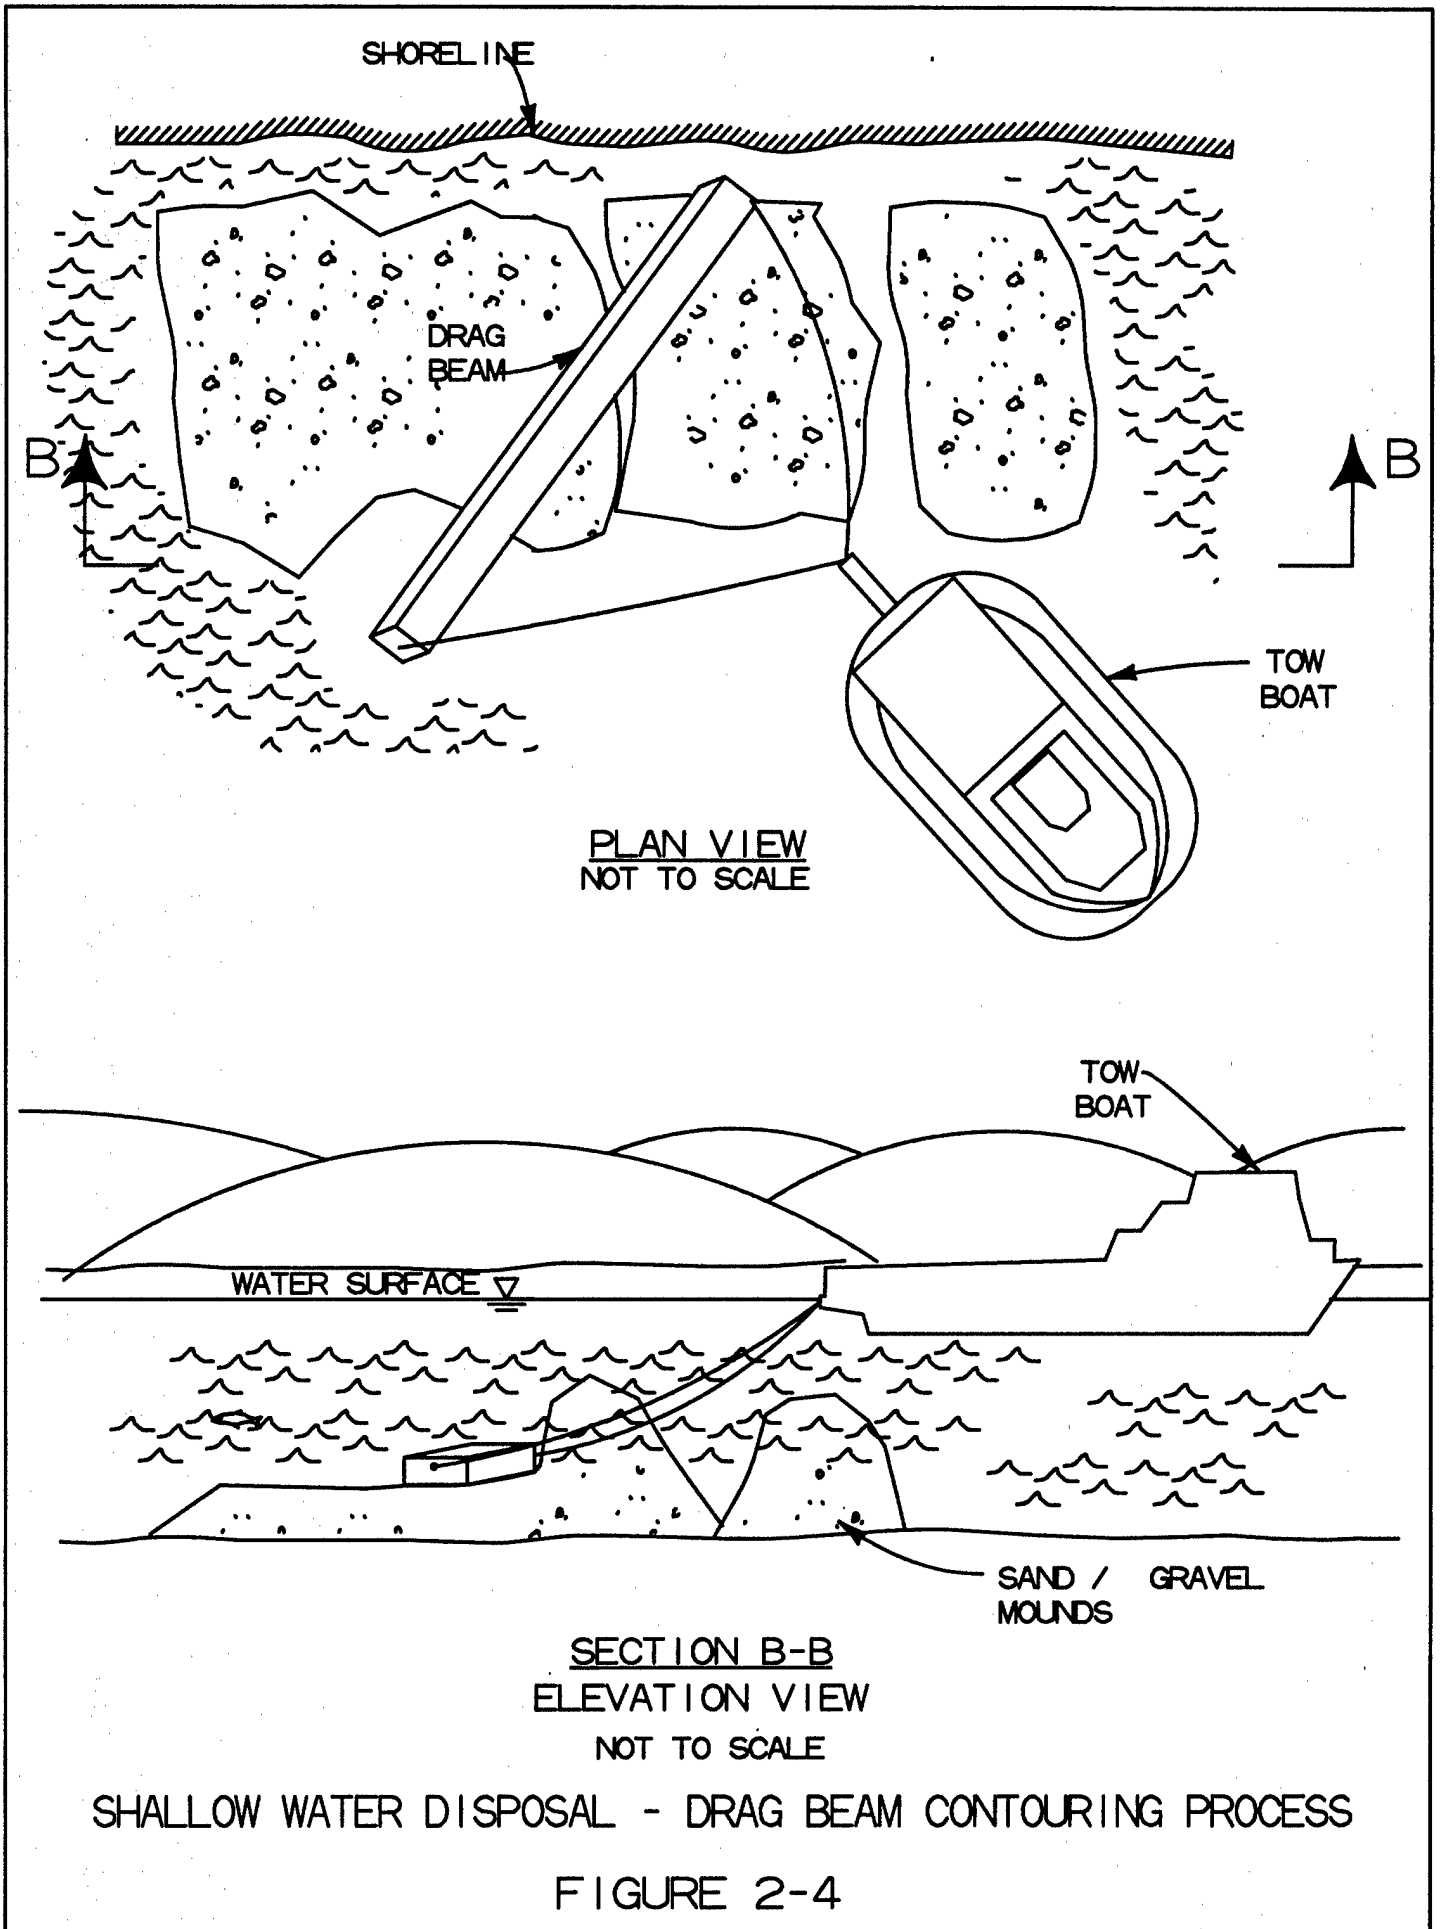 SHORELINE
DRAG
BEAM
B
B
TOW
BOAT
PLAN VIEW
NOT TO SCALE
TOW
BOAT
WATER SURFACE
SAND / GRAVEL
MOUNDS
SECTION B-B
ELEVATION VIEW
NOT TO SCALE
SHALLOW WATER DISPOSAL - DRAG BEAM CONTOURING PROCESS
FIGURE 2-4